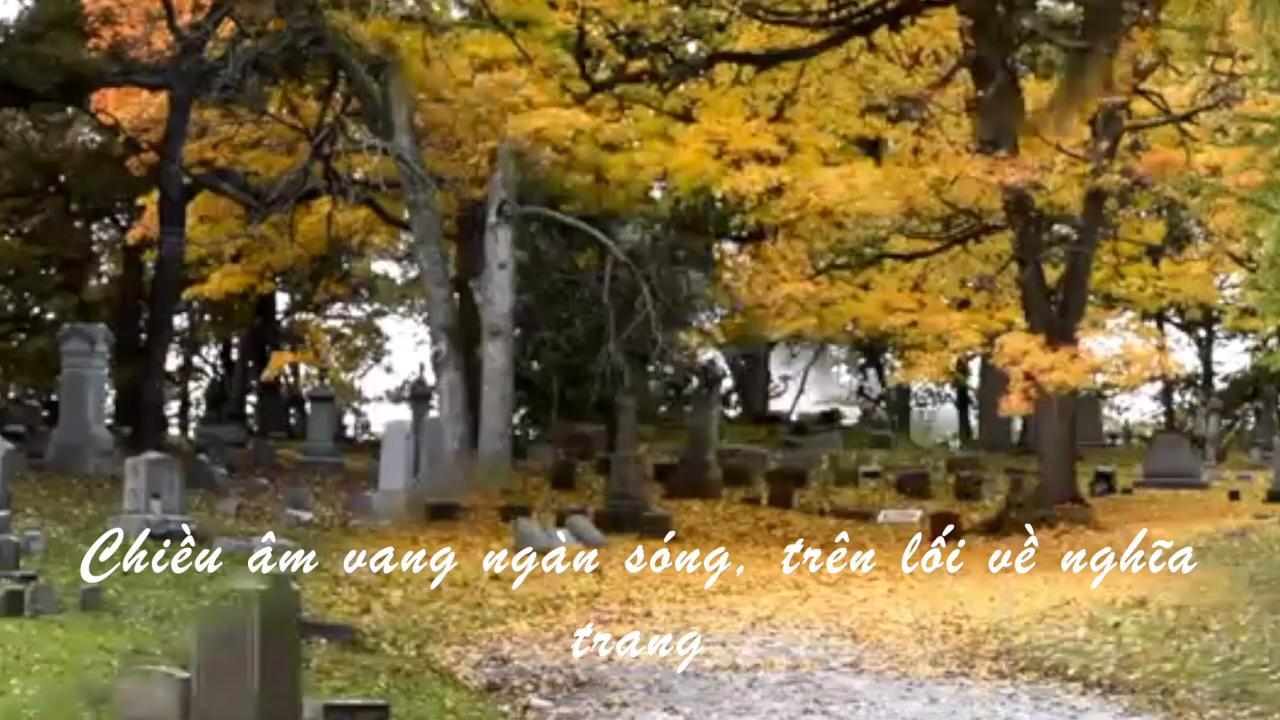 Chiều âm vang ngàn sóng, trên lối về nghĩa
trang